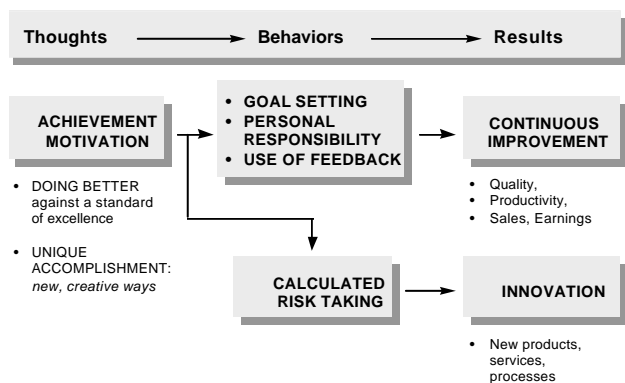 Thoughts Behaviors Results
ACHIEVEMENT
MOTIVATION
• DOING BETTER
against a standard
of excellence
• UNIQUE
ACCOMPLISHMENT:
new, creative ways
• GOAL SETTING
• PERSONAL
RESPONSIBILITY
• USE OF FEEDBACK
CONTINUOUS
IMPROVEMENT
• Quality,
• Productivity,
• Sales, Earnings
CALCULATED
RISK TAKING
INNOVATION
• New products,
services,
processes